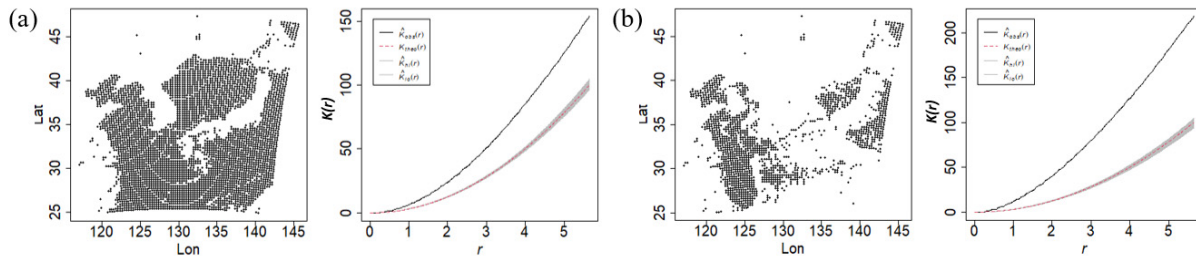 (a)
Lat
45
40
35
30
25
120 125 130 135 140 145
Lon
K(r)
150
100
50
0
K̂obs(r)
Ktheo(r)
K̂hi(r)
K̂lo(r)
0 1 2 3 4 5
r
(b)
Lat
45
40
35
30
25
120 125 130 135 140 145
Lon
K(r)
200
150
100
50
0
K̂obs(r)
Ktheo(r)
K̂hi(r)
K̂lo(r)
0 1 2 3 4 5
r